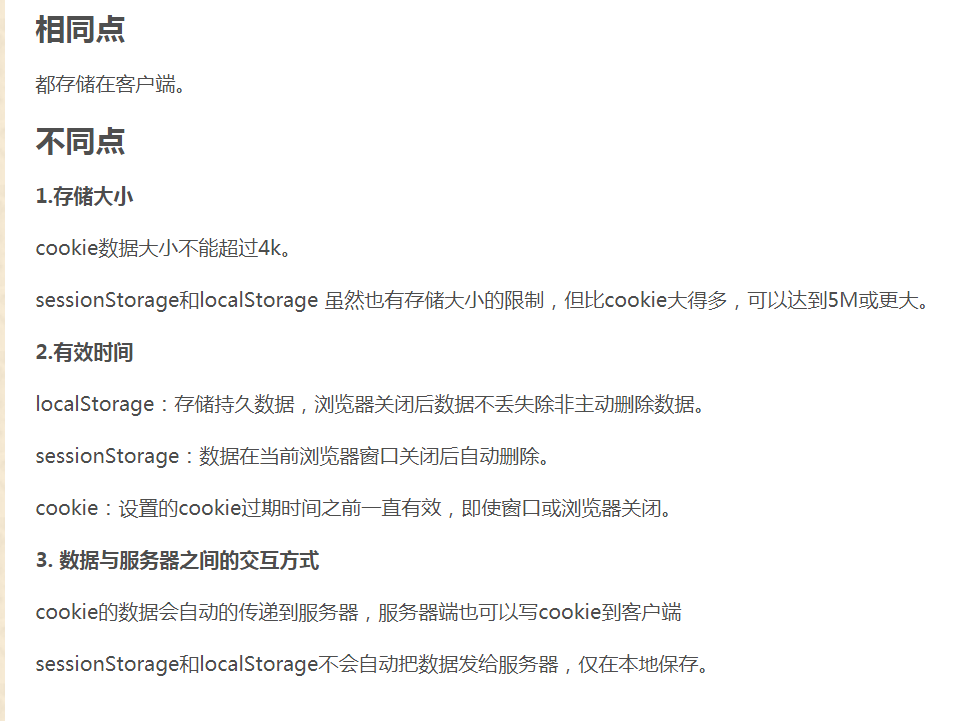 相同点
都存储在客户端。
不同点
1.存储大小
cookie数据大小不能超过4k。
sessionStorage和localStorage 虽然也有存储大小的限制，但比cookie大得多，可以达到5M或更大。
2.有效时间
localStorage：存储持久数据，浏览器关闭后数据不丢失除非主动删除数据。
sessionStorage：数据在当前浏览器窗口关闭后自动删除。
cookie：设置的cookie过期时间之前一直有效，即使窗口或浏览器关闭。
3. 数据与服务器之间的交互方式
cookie的数据会自动的传递到服务器，服务器端也可以写cookie到客户端
sessionStorage和localStorage不会自动把数据发给服务器，仅在本地保存。